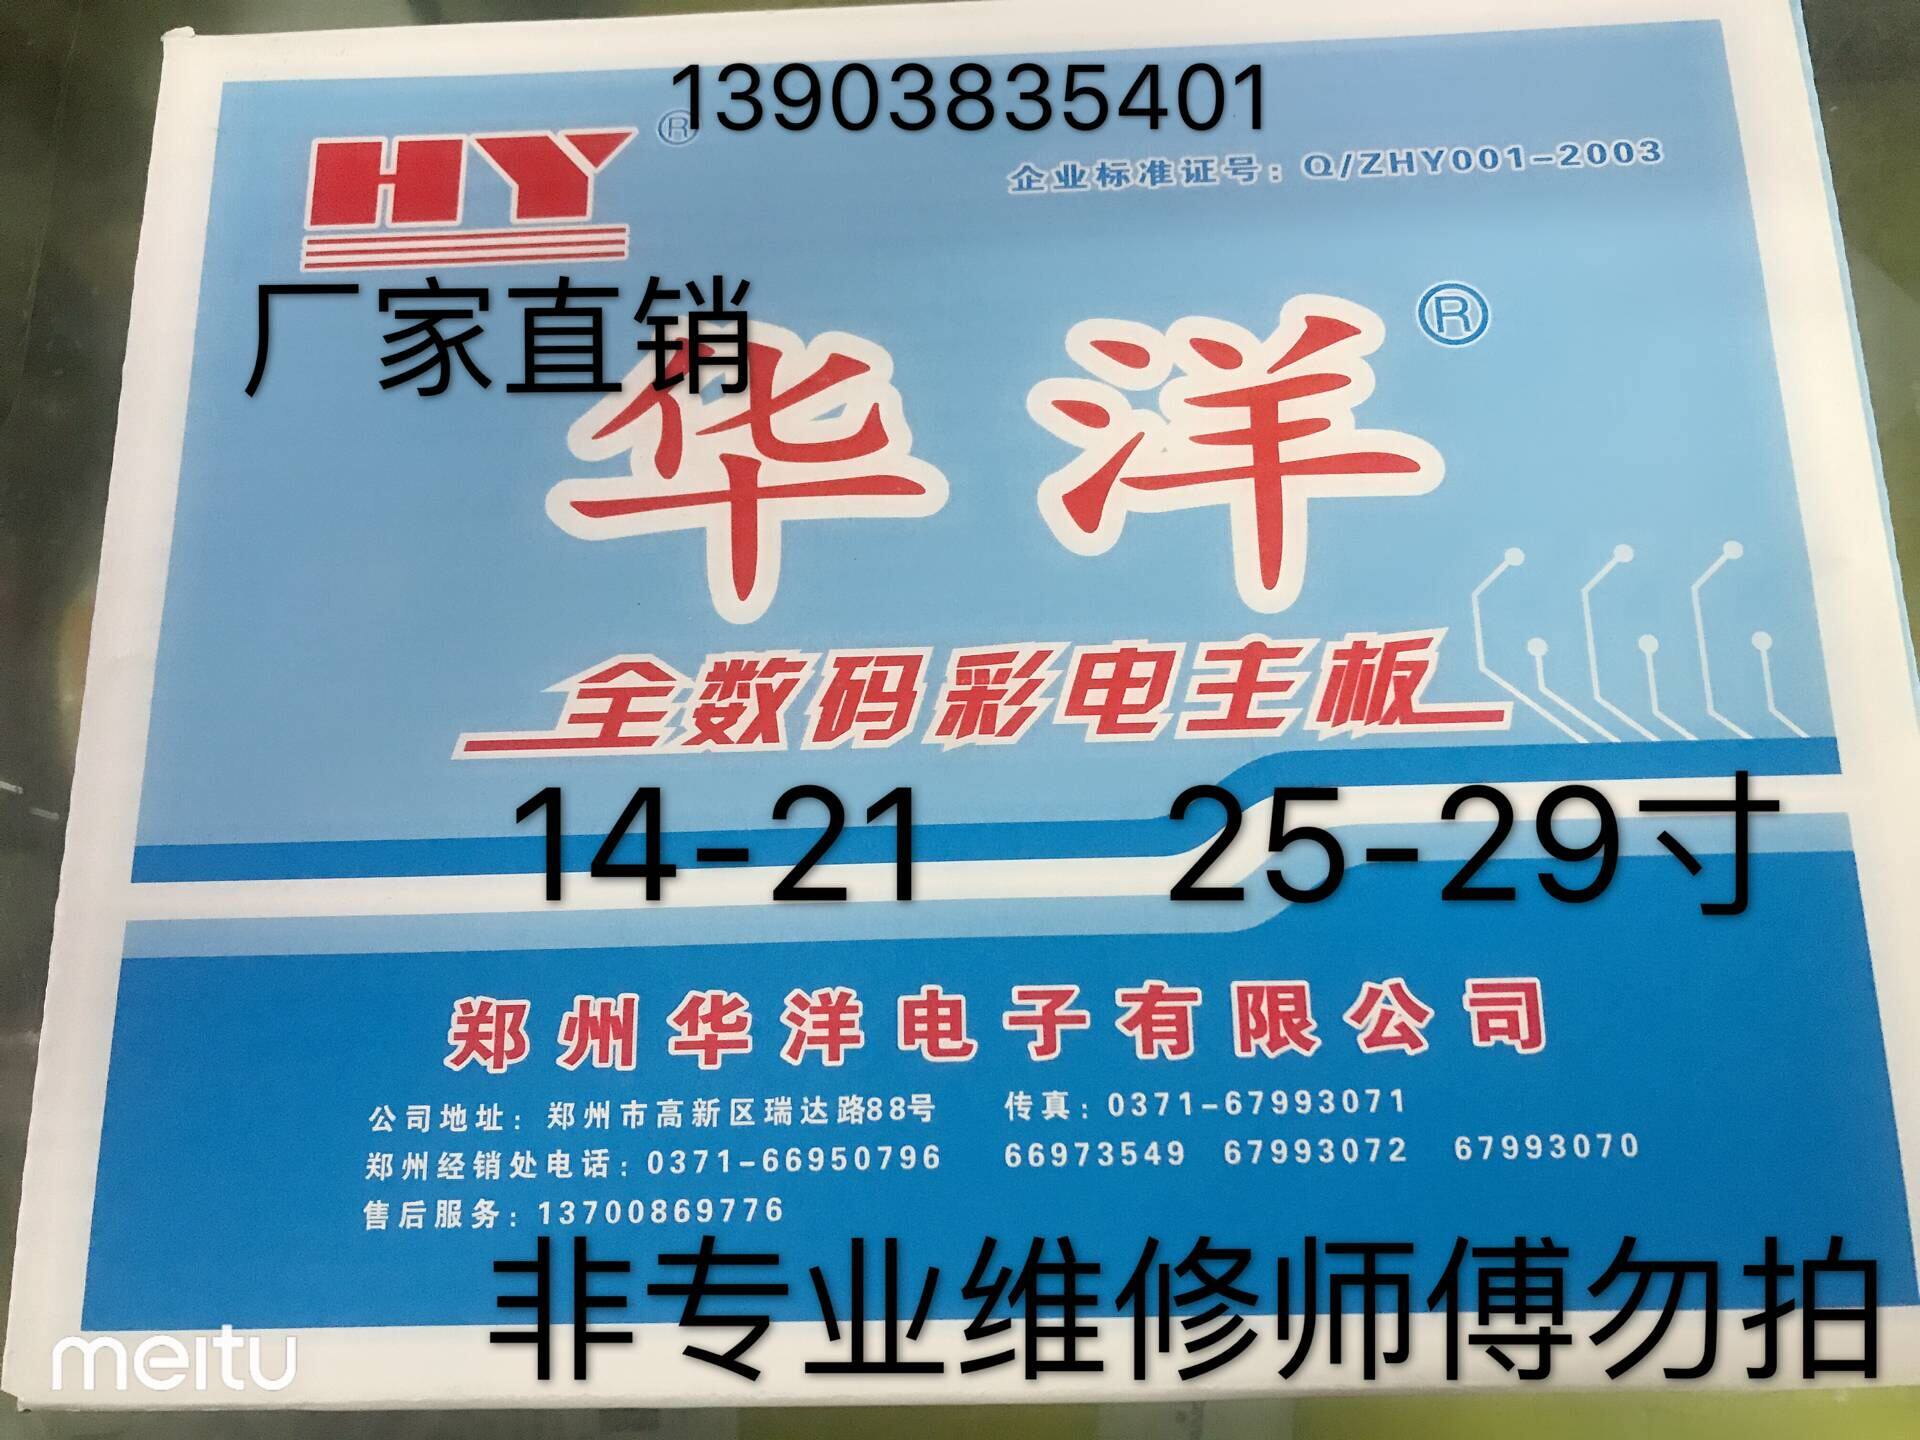 13903835401
HY®
企业标准证号：Q/ZHY001-2003
厂家直销
华洋®
全数码彩电主板
14-21 25-29寸
郑州华洋电子有限公司
公司地址：郑州市高新区瑞达路88号 传真：0371-67993071
郑州经销处电话：0371-66950796 66973549 67993072 67993070
售后服务：13700869776
非专业维修师傅勿拍
meitu